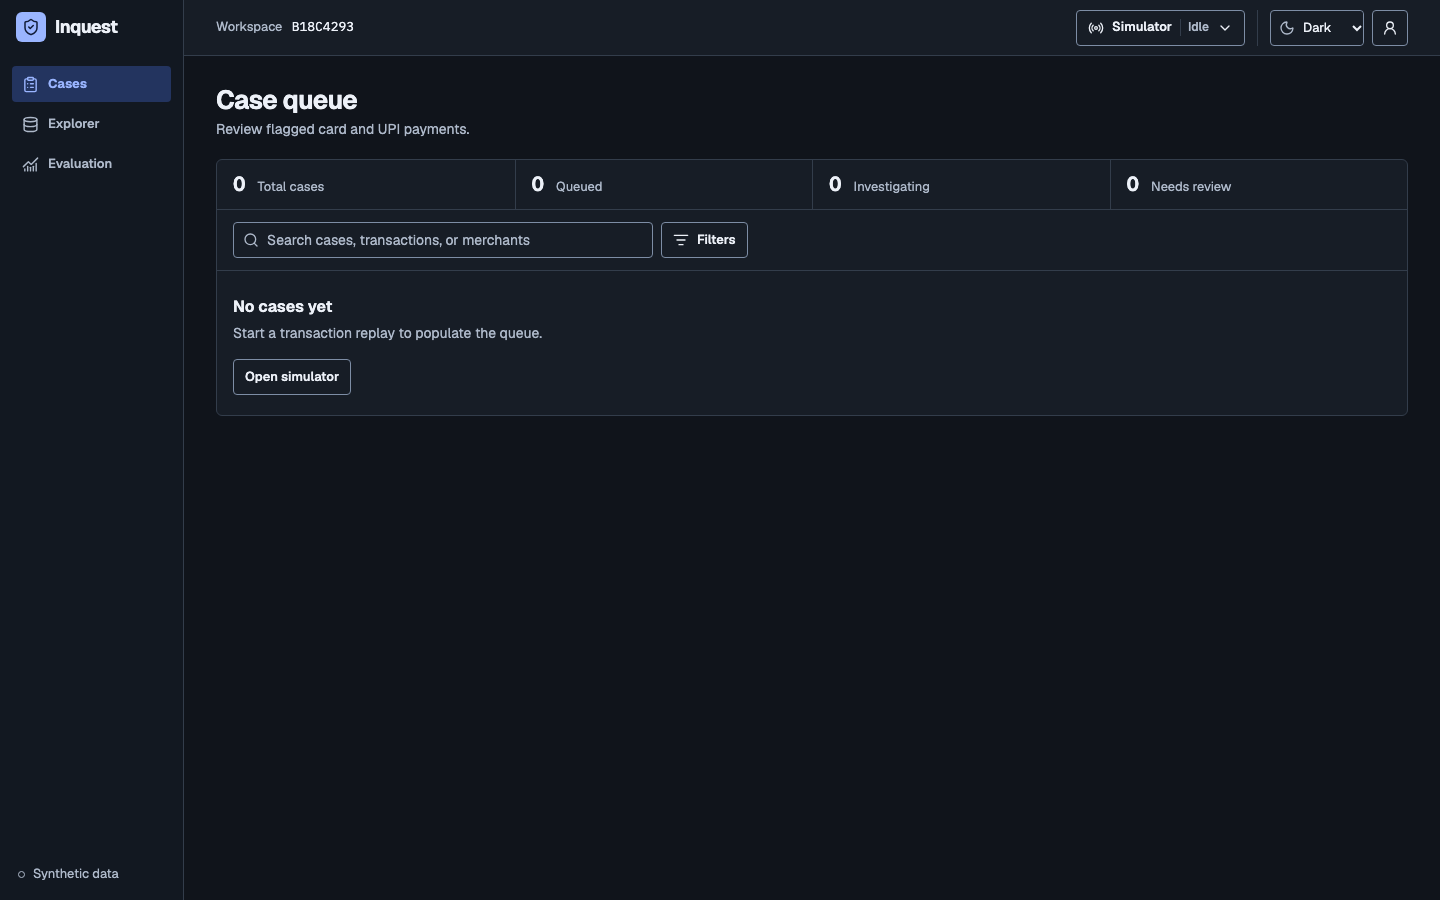 Inquest
Workspace B18C4293
Simulator Idle
Dark
Cases
Explorer
Evaluation
Case queue
Review flagged card and UPI payments.
0 Total cases
0 Queued
0 Investigating
0 Needs review
Search cases, transactions, or merchants
Filters
No cases yet
Start a transaction replay to populate the queue.
Open simulator
Synthetic data